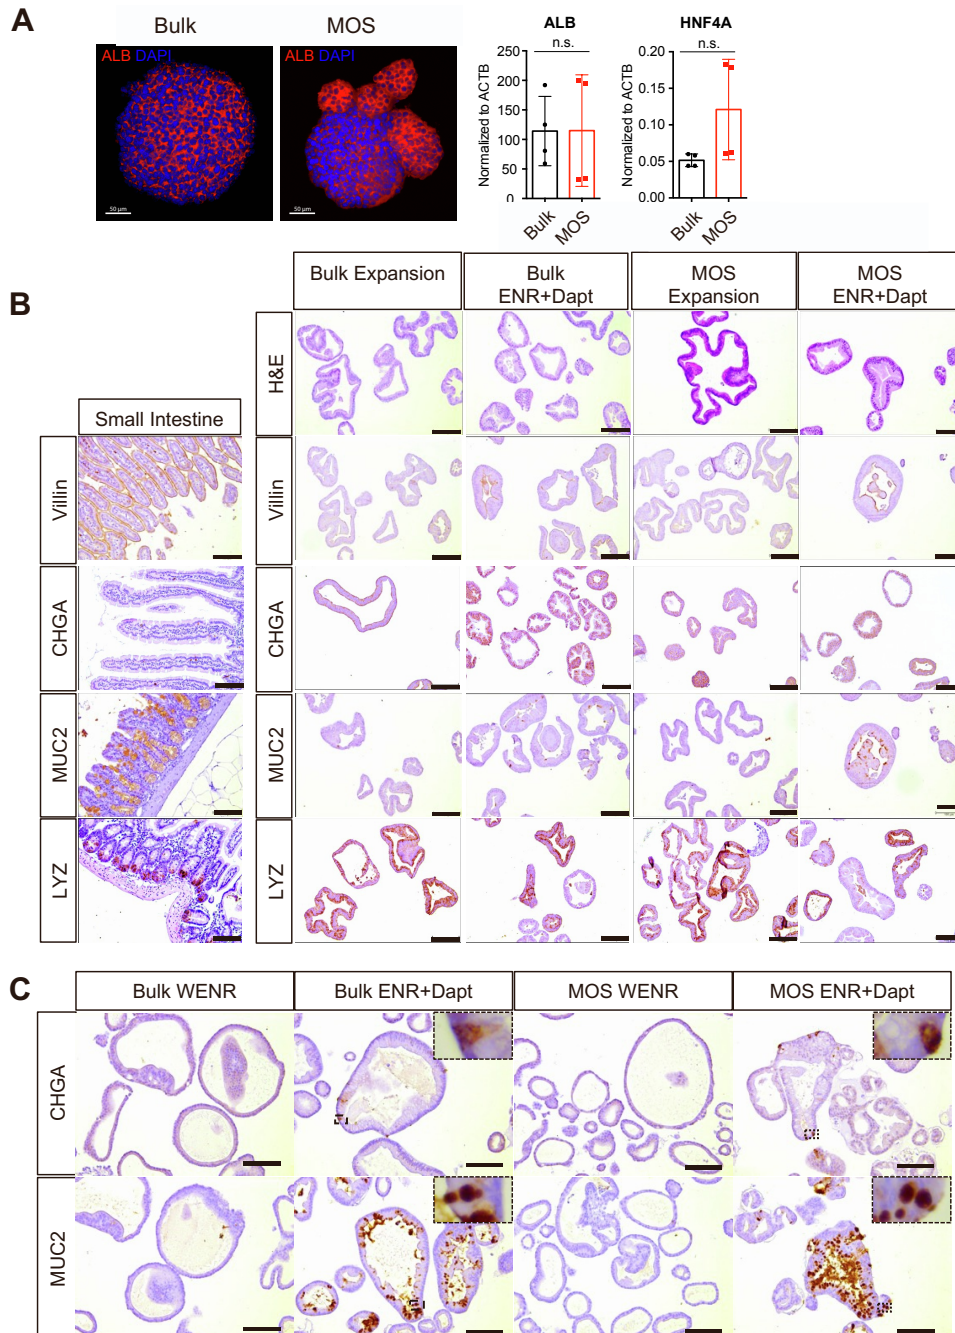 A
Bulk
MOS
ALB DAPI
ALB DAPI
50 µm
50 µm
ALB
n.s.
Normalized to ACTB
250
200
150
100
50
0
Bulk
MOS
HNF4A
n.s.
Normalized to ACTB
0.20
0.15
0.10
0.05
0.00
Bulk
MOS
B
Bulk Expansion
Bulk
ENR+Dapt
MOS
Expansion
MOS
ENR+Dapt
H&E
Small Intestine
Villin
Villin
CHGA
CHGA
MUC2
MUC2
LYZ
LYZ
C
Bulk WENR
Bulk ENR+Dapt
MOS WENR
MOS ENR+Dapt
CHGA
MUC2